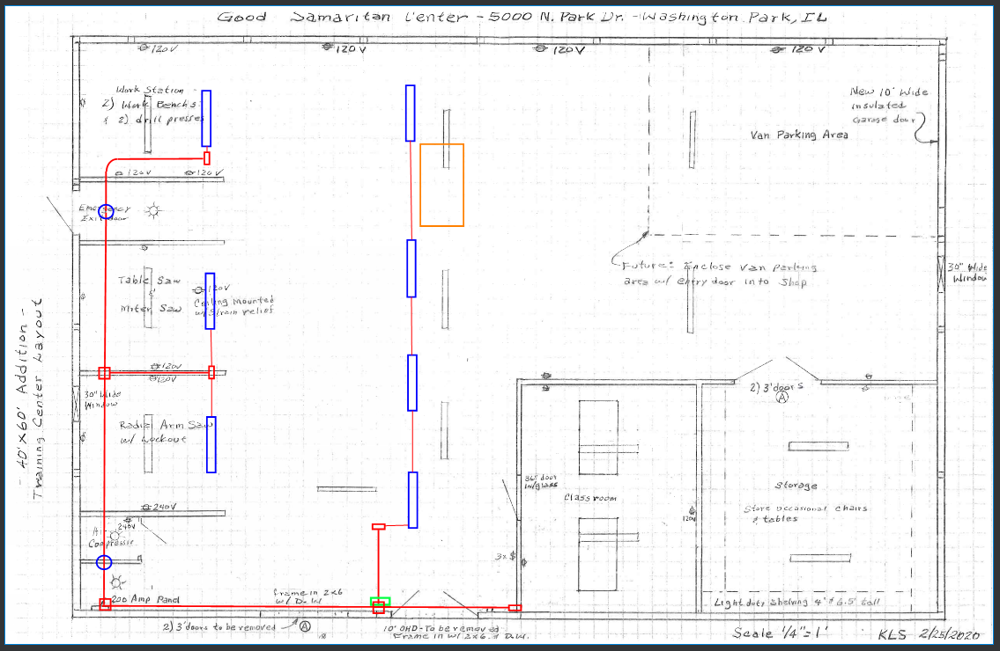 Good Samaritan Center - 5000 N. Park Dr. - Washington Park, IL
120V
120V
120V
120V
Work Station
2) Work Benchs
& 2) drill presses
New 10' Wide
insulated
Garage door
Van Parking Area
120V
120V
Emergency
Exit door
Future: Enclose Van Parking
area w/ entry door into Shop
30" Wide
Window
Table Saw
Miter Saw
120V
Ceiling Mounted
w/ Strain relief
- 40'X60' Addition -
Training Center Layout
120V
120V
30" Wide
Window
Radial Arm Saw
w/ Lockout
2) 3' doors
A
36" door
w/glass
Classroom
Storage
Store occasional chairs
& tables
240V
240V
Air
Compressor
120V
3x $
200 Amp Panel
frame in 2x6
w/ D.W.
Light duty shelving 4' & 6.5' tall
2) 3' doors to be removed
A
10' OHD - To be removed
Frame in w/ 2x6 & D.W.
Scale 1/4"=1'
KLS 2/25/2020